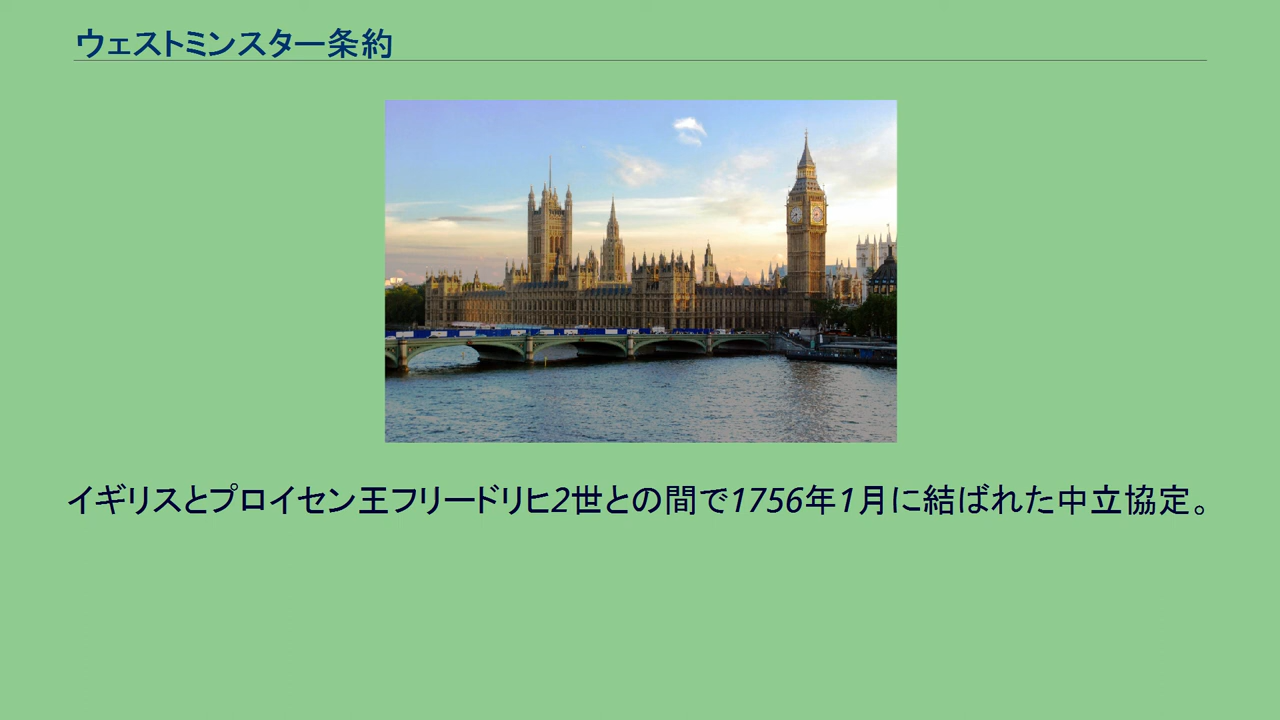 ウェストミンスター条約
イギリスとプロイセン王フリードリヒ2世との間で1756年1月に結ばれた中立協定。